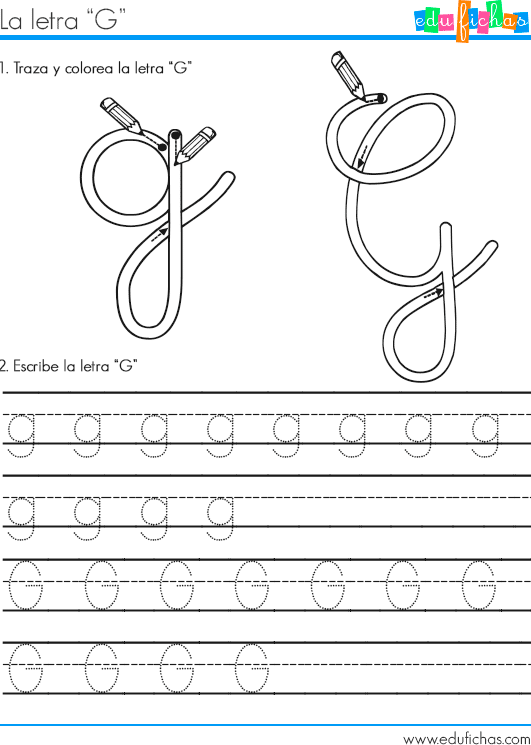 La letra “G”
edufichas
1. Traza y colorea la letra “G”
2. Escribe la letra “G”
g g g g g g g g
g g g g
G G G G G G G
G G G G
www.edufichas.com